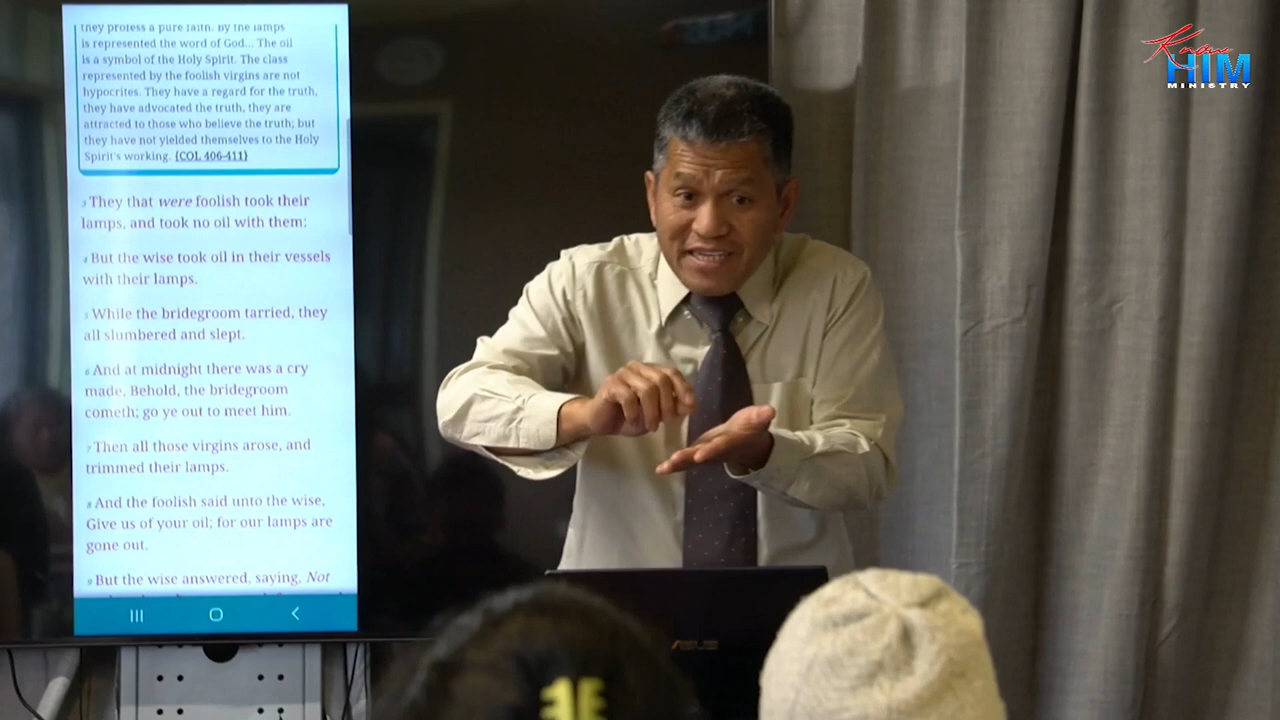 they profess a pure faith. By the lamps
is represented the word of God... The oil
is a symbol of the Holy Spirit. The class
represented by the foolish virgins are not
hypocrites. They have a regard for the truth,
they have advocated the truth, they are
attracted to those who believe the truth; but
they have not yielded themselves to the Holy
Spirit's working. {COL 406-411}
3 They that were foolish took their
lamps, and took no oil with them:
4 But the wise took oil in their vessels
with their lamps.
5 While the bridegroom tarried, they
all slumbered and slept.
6 And at midnight there was a cry
made, Behold, the bridegroom
cometh; go ye out to meet him.
7 Then all those virgins arose, and
trimmed their lamps.
8 And the foolish said unto the wise,
Give us of your oil; for our lamps are
gone out.
9 But the wise answered, saying, Not
Know
HIM
MINISTRY
ASUS